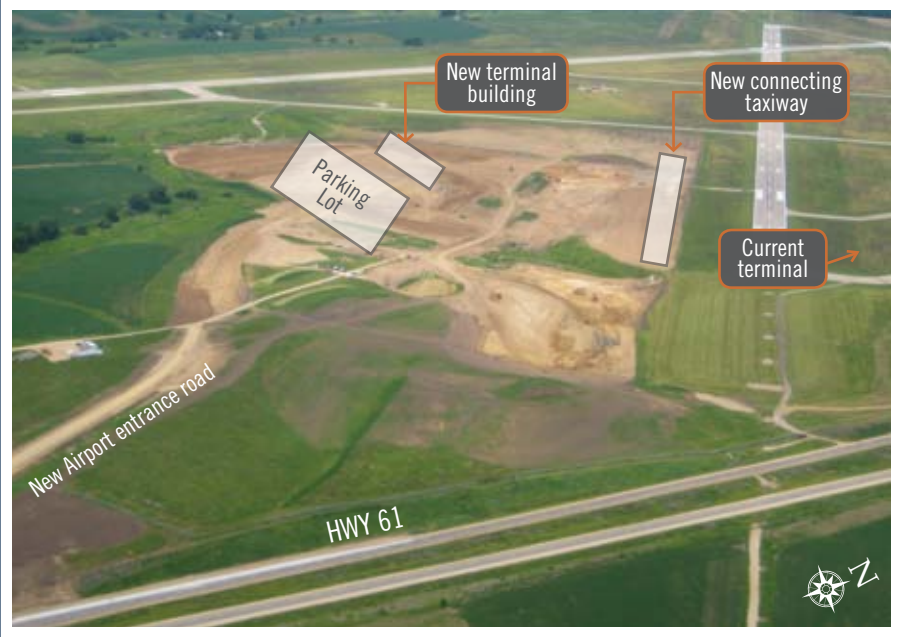 New terminal
building
New connecting
taxiway
Parking
Lot
Current
terminal
New Airport entrance road
HWY 61
N